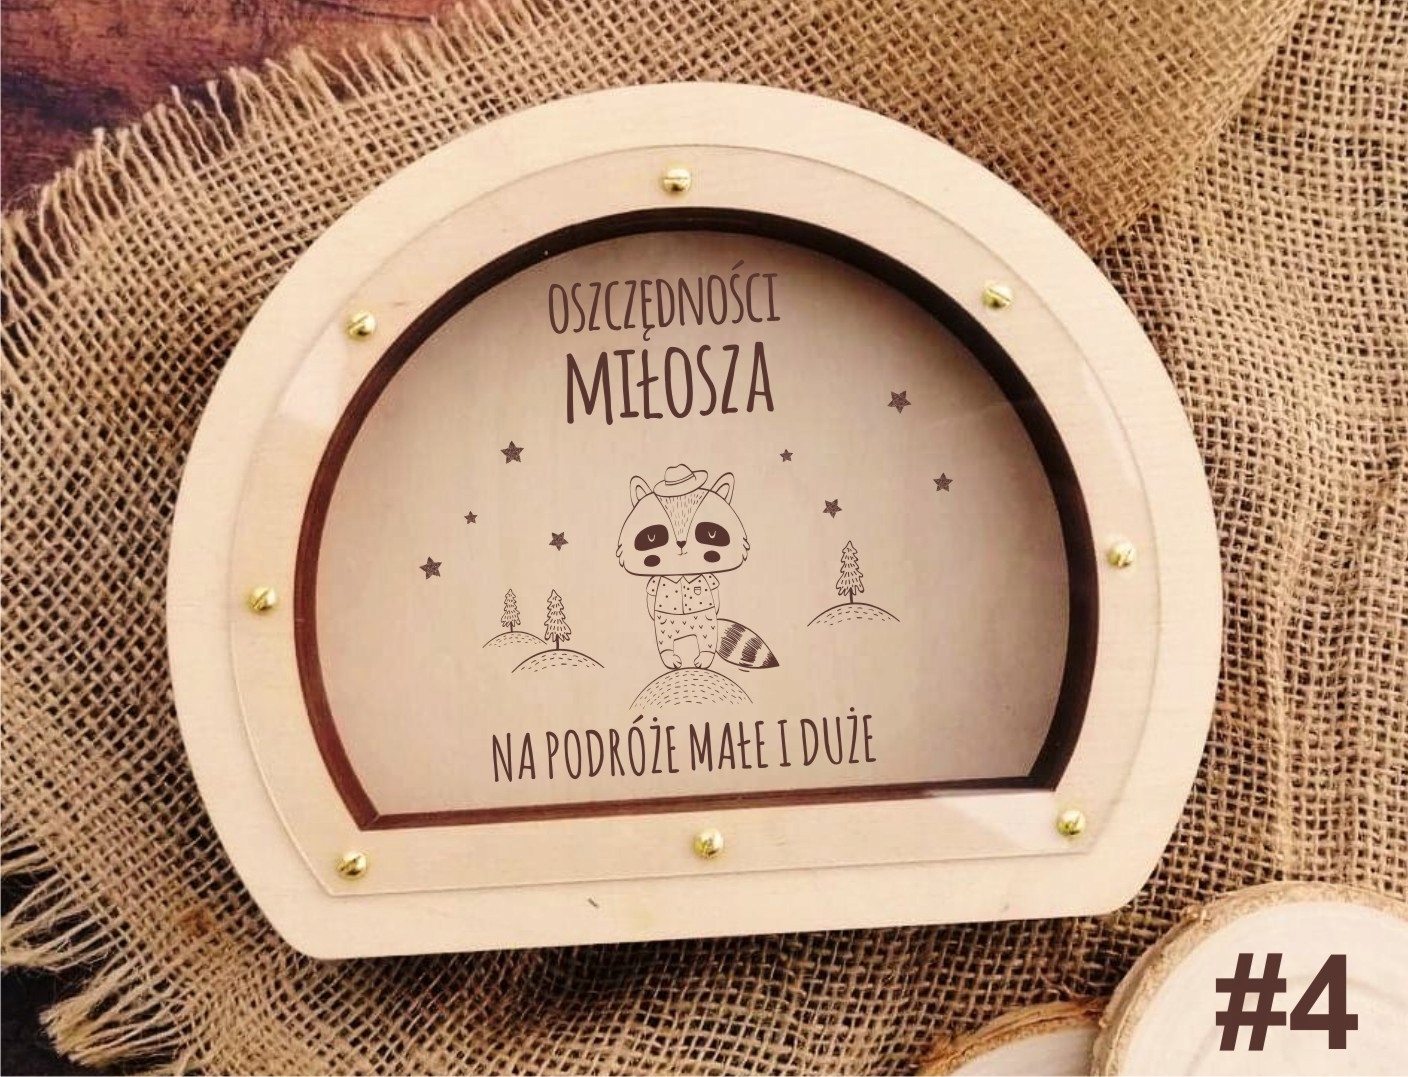 OSZCZĘDNOŚCI
MIŁOSZA
NA PODRÓŻE MAŁE I DUŻE
#4